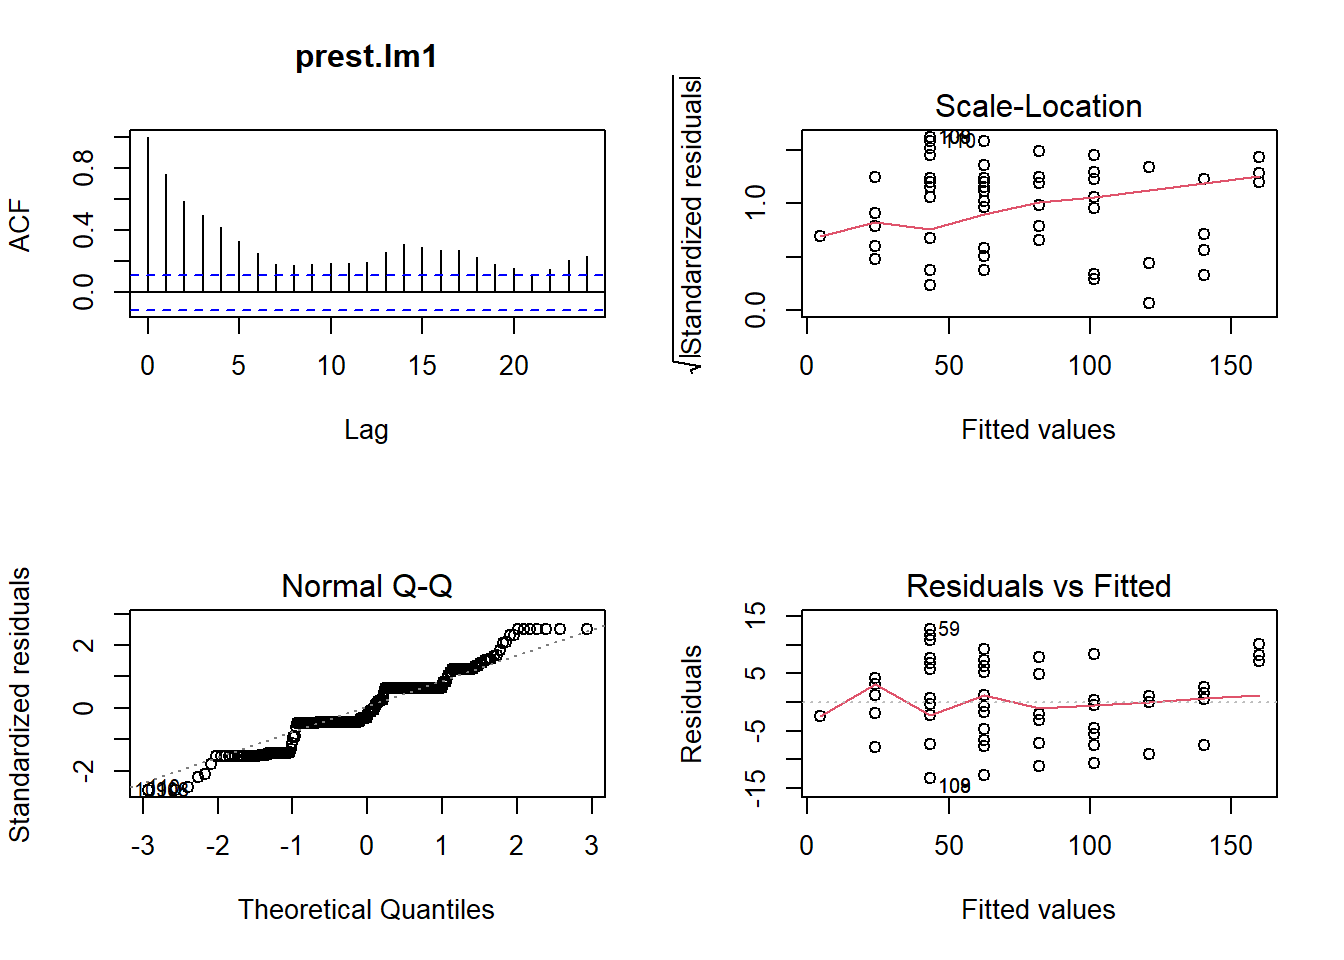 prest.lm1
ACF
0.0 0.4 0.8
0 5 10 15 20
Lag
Scale-Location
√|Standardized residuals|
0.0 1.0
109
110
0 50 100 150
Fitted values
Normal Q-Q
Standardized residuals
-2 0 2
-3 -2 -1 0 1 2 3
Theoretical Quantiles
Residuals vs Fitted
Residuals
-15 -5 5 15
59
109
0 50 100 150
Fitted values